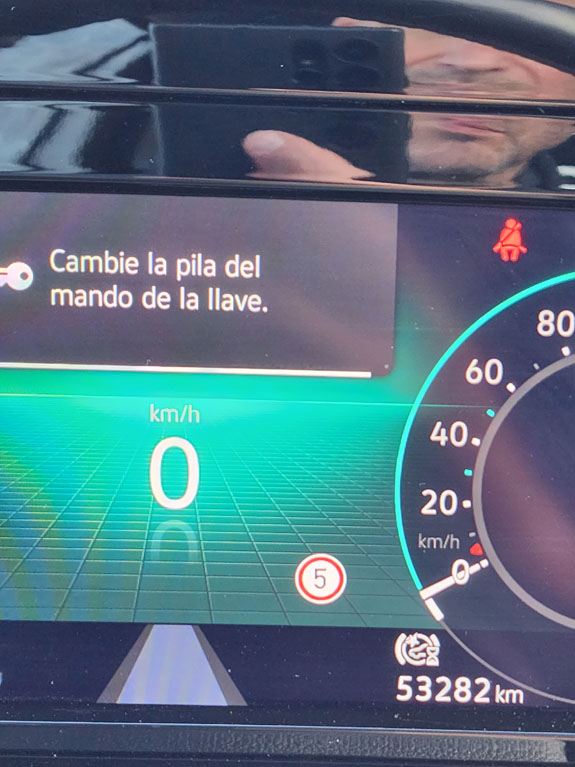 Cambie la pila del
mando de la llave.
km/h
0
80
60
40
20
km/h
0
5
53282 km